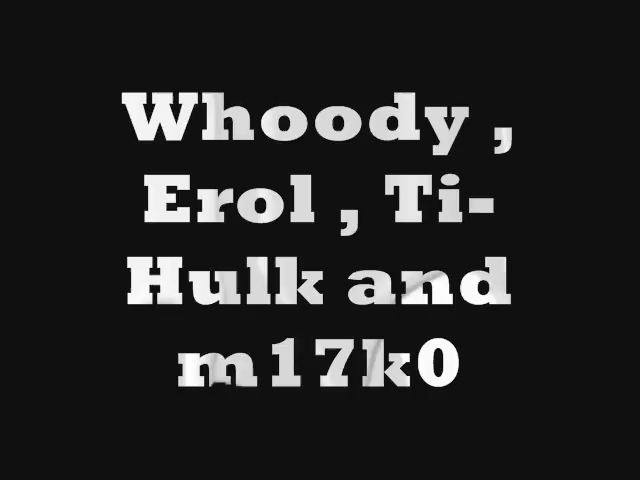 Whoody ,
Erol , Ti-
Hulk and
m17k0